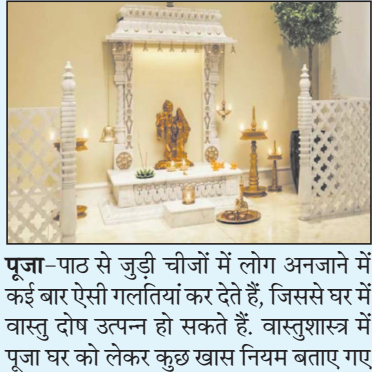 पूजा-पाठ से जुड़ी चीजों में लोग अनजाने में
कई बार ऐसी गलतियां कर देते हैं, जिससे घर में
वास्तु दोष उत्पन्न हो सकते हैं. वास्तुशास्त्र में
पूजा घर को लेकर कुछ खास नियम बताए गए